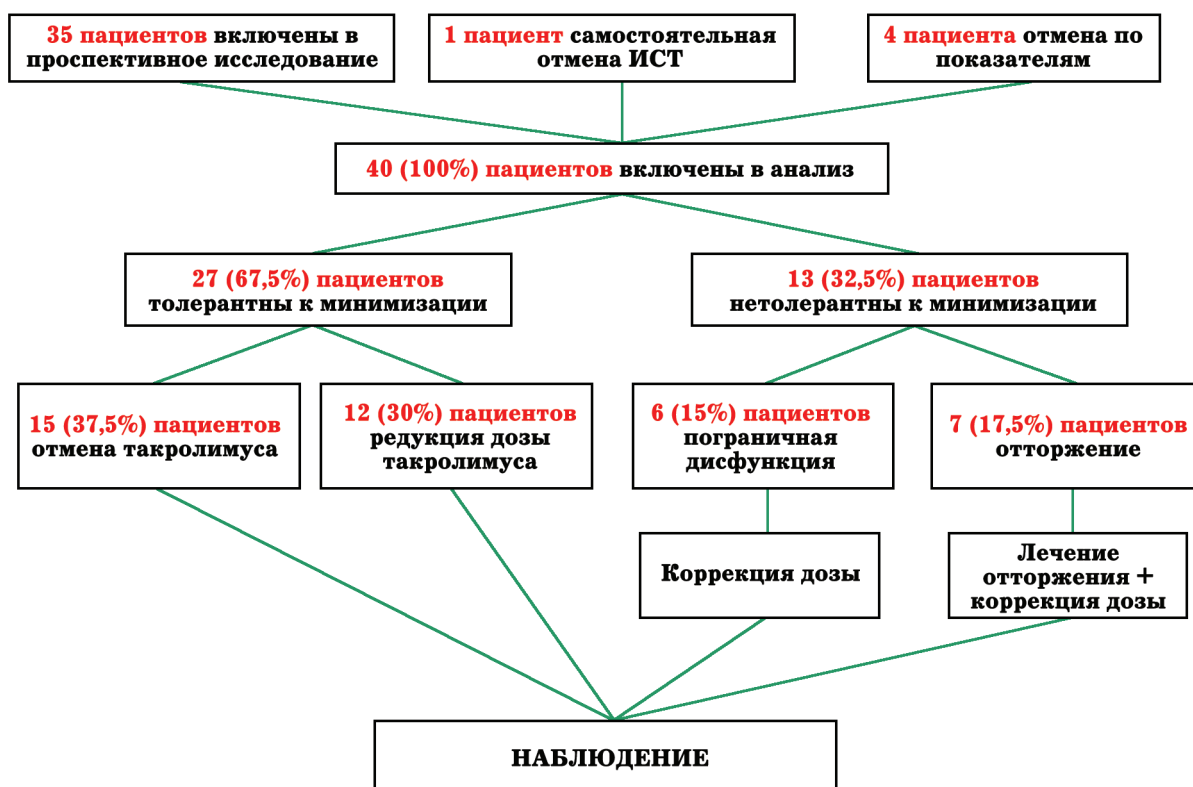 35 пациентов включены в
проспективное исследование
1 пациент самостоятельная
отмена ИСТ
4 пациента отмена по
показателям
40 (100%) пациентов включены в анализ
27 (67,5%) пациентов
толерантны к минимизации
13 (32,5%) пациентов
нетолерантны к минимизации
15 (37,5%) пациентов
отмена такролимуса
12 (30%) пациентов
редукция дозы
такролимуса
6 (15%) пациентов
пограничная
дисфункция
7 (17,5%) пациентов
отторжение
Коррекция дозы
Лечение
отторжения +
коррекция дозы
НАБЛЮДЕНИЕ